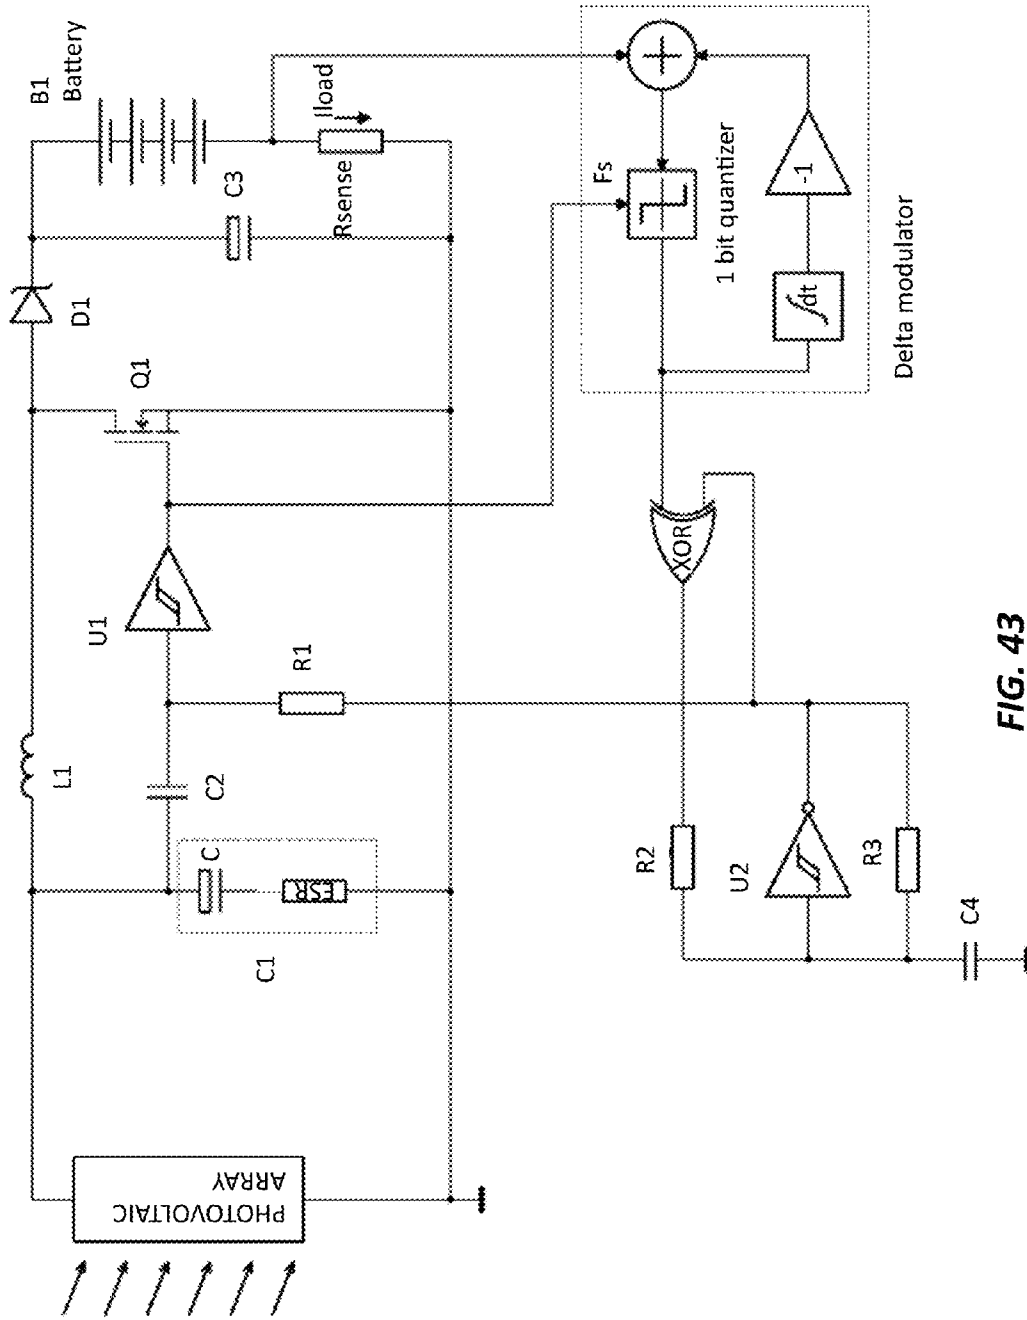 B1
Battery
Iload
Rsense
C3
D1
Q1
U1
R1
L1
C2
C
ESR
C1
PHOTOVOLTAIC
ARRAY
Fs
1 bit quantizer
-1
∫dt
Delta modulator
XOR
R2
U2
R3
C4
FIG. 43